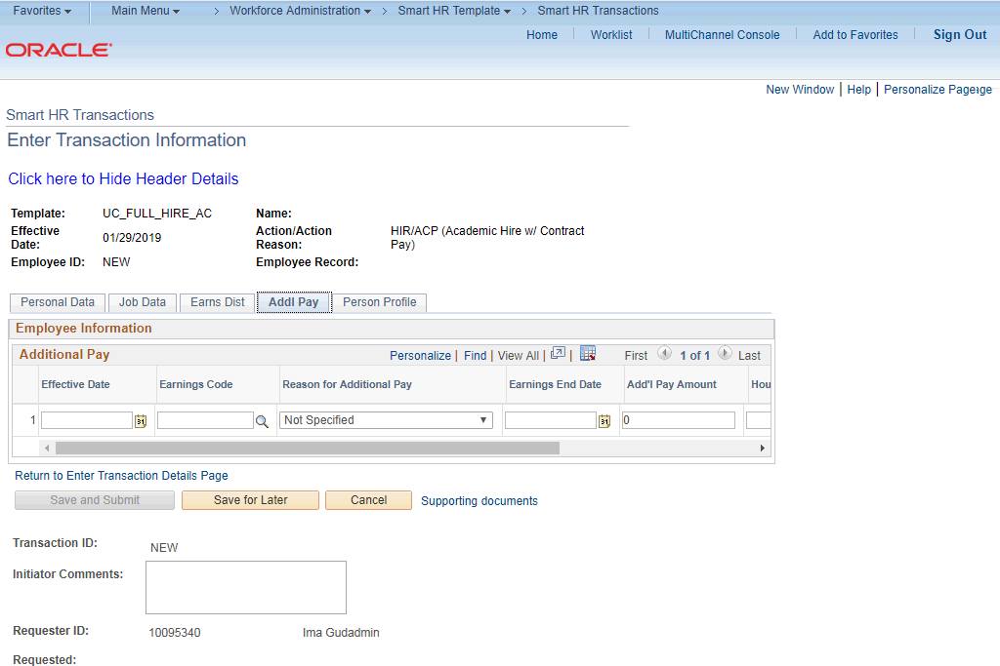 Favorites Main Menu > Workforce Administration > Smart HR Template > Smart HR Transactions
Home Worklist MultiChannel Console Add to Favorites Sign Out
ORACLE
New Window | Help | Personalize Page
Smart HR Transactions
Enter Transaction Information
Click here to Hide Header Details
Template: UC_FULL_HIRE_AC Name:
Effective Date: 01/29/2019 Action/Action Reason: HIR/ACP (Academic Hire w/ Contract Pay)
Employee ID: NEW Employee Record:
Personal Data Job Data Earns Dist Addl Pay Person Profile
Employee Information
Additional Pay Personalize | Find | View All | | First 1 of 1 Last
Effective Date Earnings Code Reason for Additional Pay Earnings End Date Add'l Pay Amount Hou
1 31 Not Specified 31 0
Return to Enter Transaction Details Page
Save and Submit Save for Later Cancel Supporting documents
Transaction ID: NEW
Initiator Comments:
Requester ID: 10095340 Ima Gudadmin
Requested: